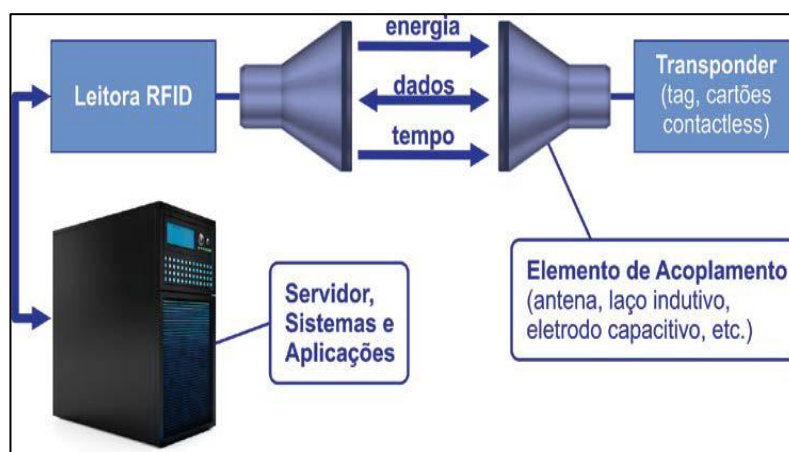 energia
Leitora RFID
dados
tempo
Transponder
(tag, cartões
contactless)
Servidor,
Sistemas e
Aplicações
Elemento de Acoplamento
(antena, laço indutivo,
eletrodo capacitivo, etc.)